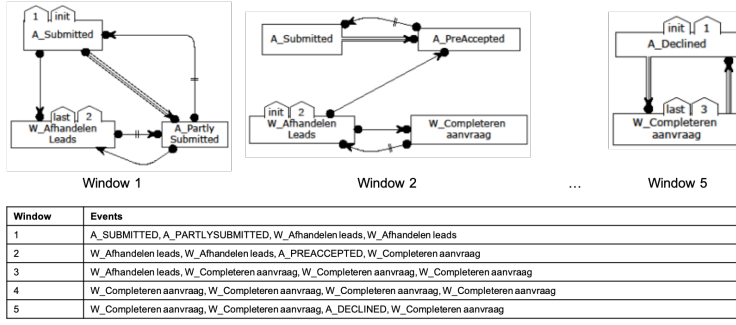 1 init
A_Submitted
last 2
W_Afhandelen
Leads
A_Partly
Submitted
Window 1
A_Submitted
A_PreAccepted
init 2
W_Afhandelen
Leads
W_Completeren
aanvraag
Window 2
...
init 1
A_Declined
last 3
W_Completeren
aanvraag
Window 5
Window Events
1 A_SUBMITTED, A_PARTLYSUBMITTED, W_Afhandelen leads, W_Afhandelen leads
2 W_Afhandelen leads, W_Afhandelen leads, A_PREACCEPTED, W_Completeren aanvraag
3 W_Afhandelen leads, W_Completeren aanvraag, W_Completeren aanvraag, W_Completeren aanvraag
4 W_Completeren aanvraag, W_Completeren aanvraag, W_Completeren aanvraag, W_Completeren aanvraag
5 W_Completeren aanvraag, W_Completeren aanvraag, A_DECLINED, W_Completeren aanvraag